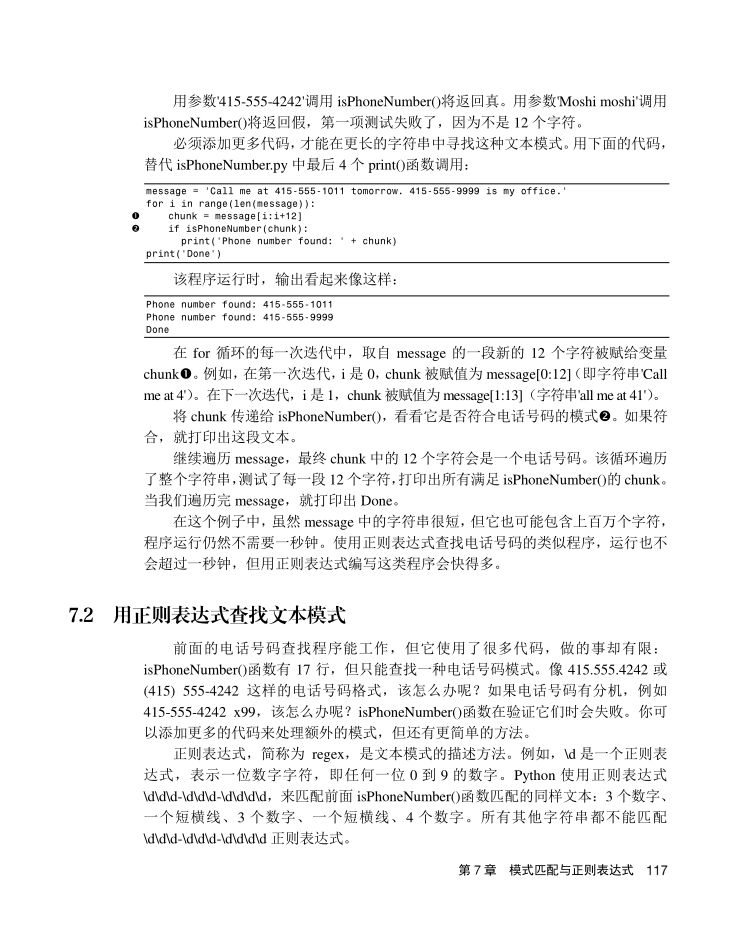 用参数'415-555-4242'调用 isPhoneNumber()将返回真。用参数'Moshi moshi'调用
isPhoneNumber()将返回假，第一项测试失败了，因为不是 12 个字符。
必须添加更多代码，才能在更长的字符串中寻找这种文本模式。用下面的代码，
替代 isPhoneNumber.py 中最后 4 个 print()函数调用：
message = 'Call me at 415-555-1011 tomorrow. 415-555-9999 is my office.'
for i in range(len(message)):
❶ chunk = message[i:i+12]
❷ if isPhoneNumber(chunk):
print('Phone number found: ' + chunk)
print('Done')
该程序运行时，输出看起来像这样：
Phone number found: 415-555-1011
Phone number found: 415-555-9999
Done
在 for 循环的每一次迭代中，取自 message 的一段新的 12 个字符被赋给变量
chunk❶。例如，在第一次迭代，i 是 0，chunk 被赋值为 message[0:12]（即字符串'Call
me at 4'）。在下一次迭代，i 是 1，chunk 被赋值为 message[1:13]（字符串'all me at 41'）。
将 chunk 传递给 isPhoneNumber()，看看它是否符合电话号码的模式❷。如果符
合，就打印出这段文本。
继续遍历 message，最终 chunk 中的 12 个字符会是一个电话号码。该循环遍历
了整个字符串，测试了每一段 12 个字符，打印出所有满足 isPhoneNumber()的 chunk。
当我们遍历完 message，就打印出 Done。
在这个例子中，虽然 message 中的字符串很短，但它也可能包含上百万个字符，
程序运行仍然不需要一秒钟。使用正则表达式查找电话号码的类似程序，运行也不
会超过一秒钟，但用正则表达式编写这类程序会快得多。
7.2 用正则表达式查找文本模式
前面的电话号码查找程序能工作，但它使用了很多代码，做的事却有限：
isPhoneNumber()函数有 17 行，但只能查找一种电话号码模式。像 415.555.4242 或
(415) 555-4242 这样的电话号码格式，该怎么办呢？如果电话号码有分机，例如
415-555-4242 x99，该怎么办呢？isPhoneNumber()函数在验证它们时会失败。你可
以添加更多的代码来处理额外的模式，但还有更简单的方法。
正则表达式，简称为 regex，是文本模式的描述方法。例如，\d 是一个正则表
达式，表示一位数字字符，即任何一位 0 到 9 的数字。Python 使用正则表达式
\d\d\d-\d\d\d-\d\d\d\d，来匹配前面 isPhoneNumber()函数匹配的同样文本：3 个数字、
一个短横线、3 个数字、一个短横线、4 个数字。所有其他字符串都不能匹配
\d\d\d-\d\d\d-\d\d\d\d 正则表达式。
第 7 章 模式匹配与正则表达式 117